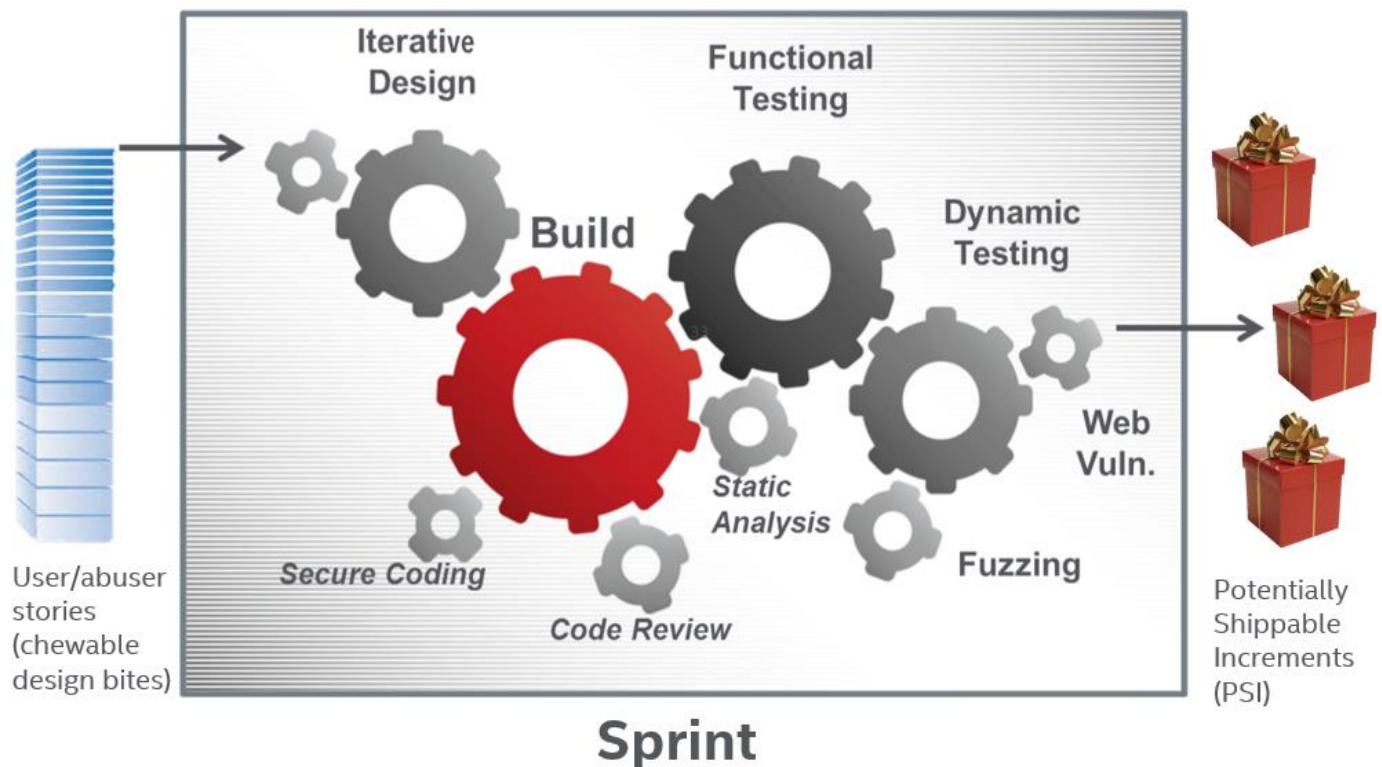 Iterative
Design
Functional
Testing
Build
Dynamic
Testing
33
Web
Vuln.
Static
Analysis
Secure Coding
Fuzzing
Code Review
User/abuser
stories
(chewable
design bites)
Potentially
Shippable
Increments
(PSI)
Sprint